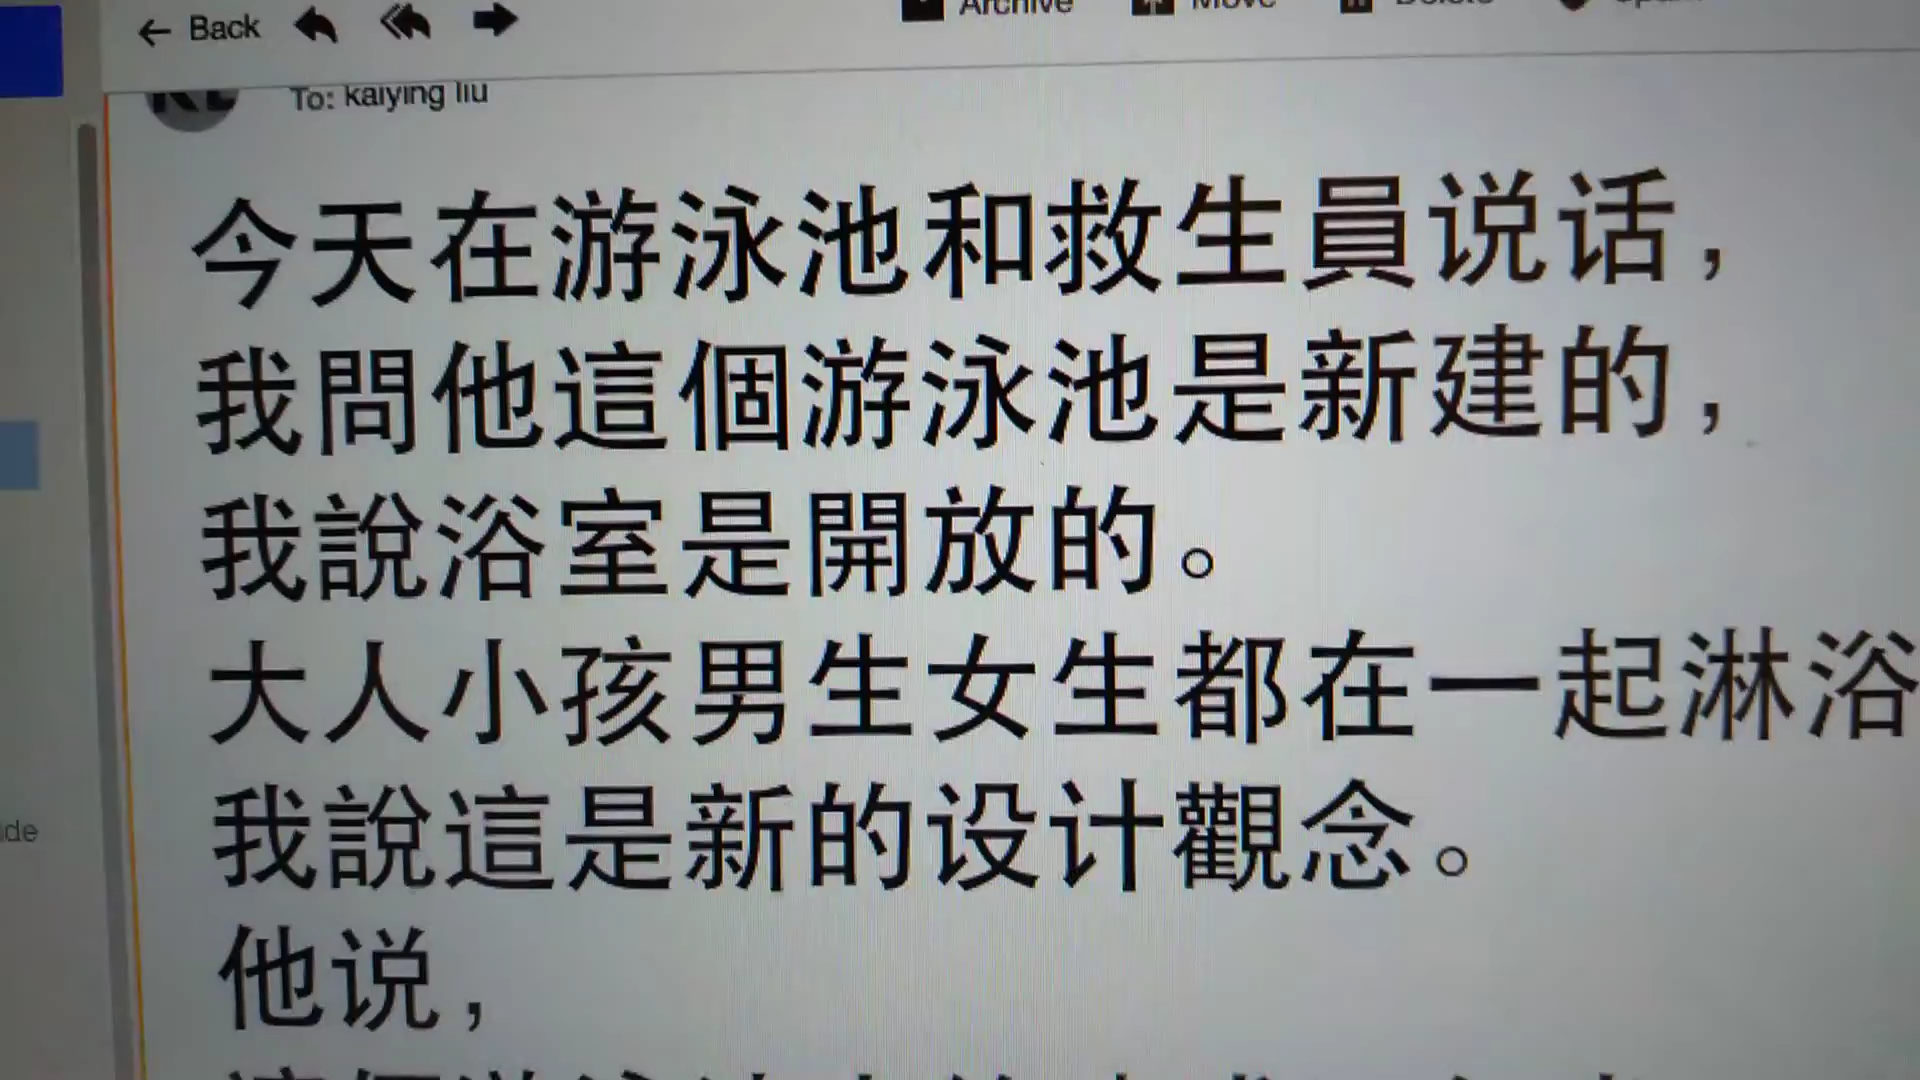 Back
Archive
Move
Delete
To: kaiying liu
今天在游泳池和救生員说话，
我問他這個游泳池是新建的，
我說浴室是開放的。
大人小孩男生女生都在一起淋浴
我說這是新的设计觀念。
他说，